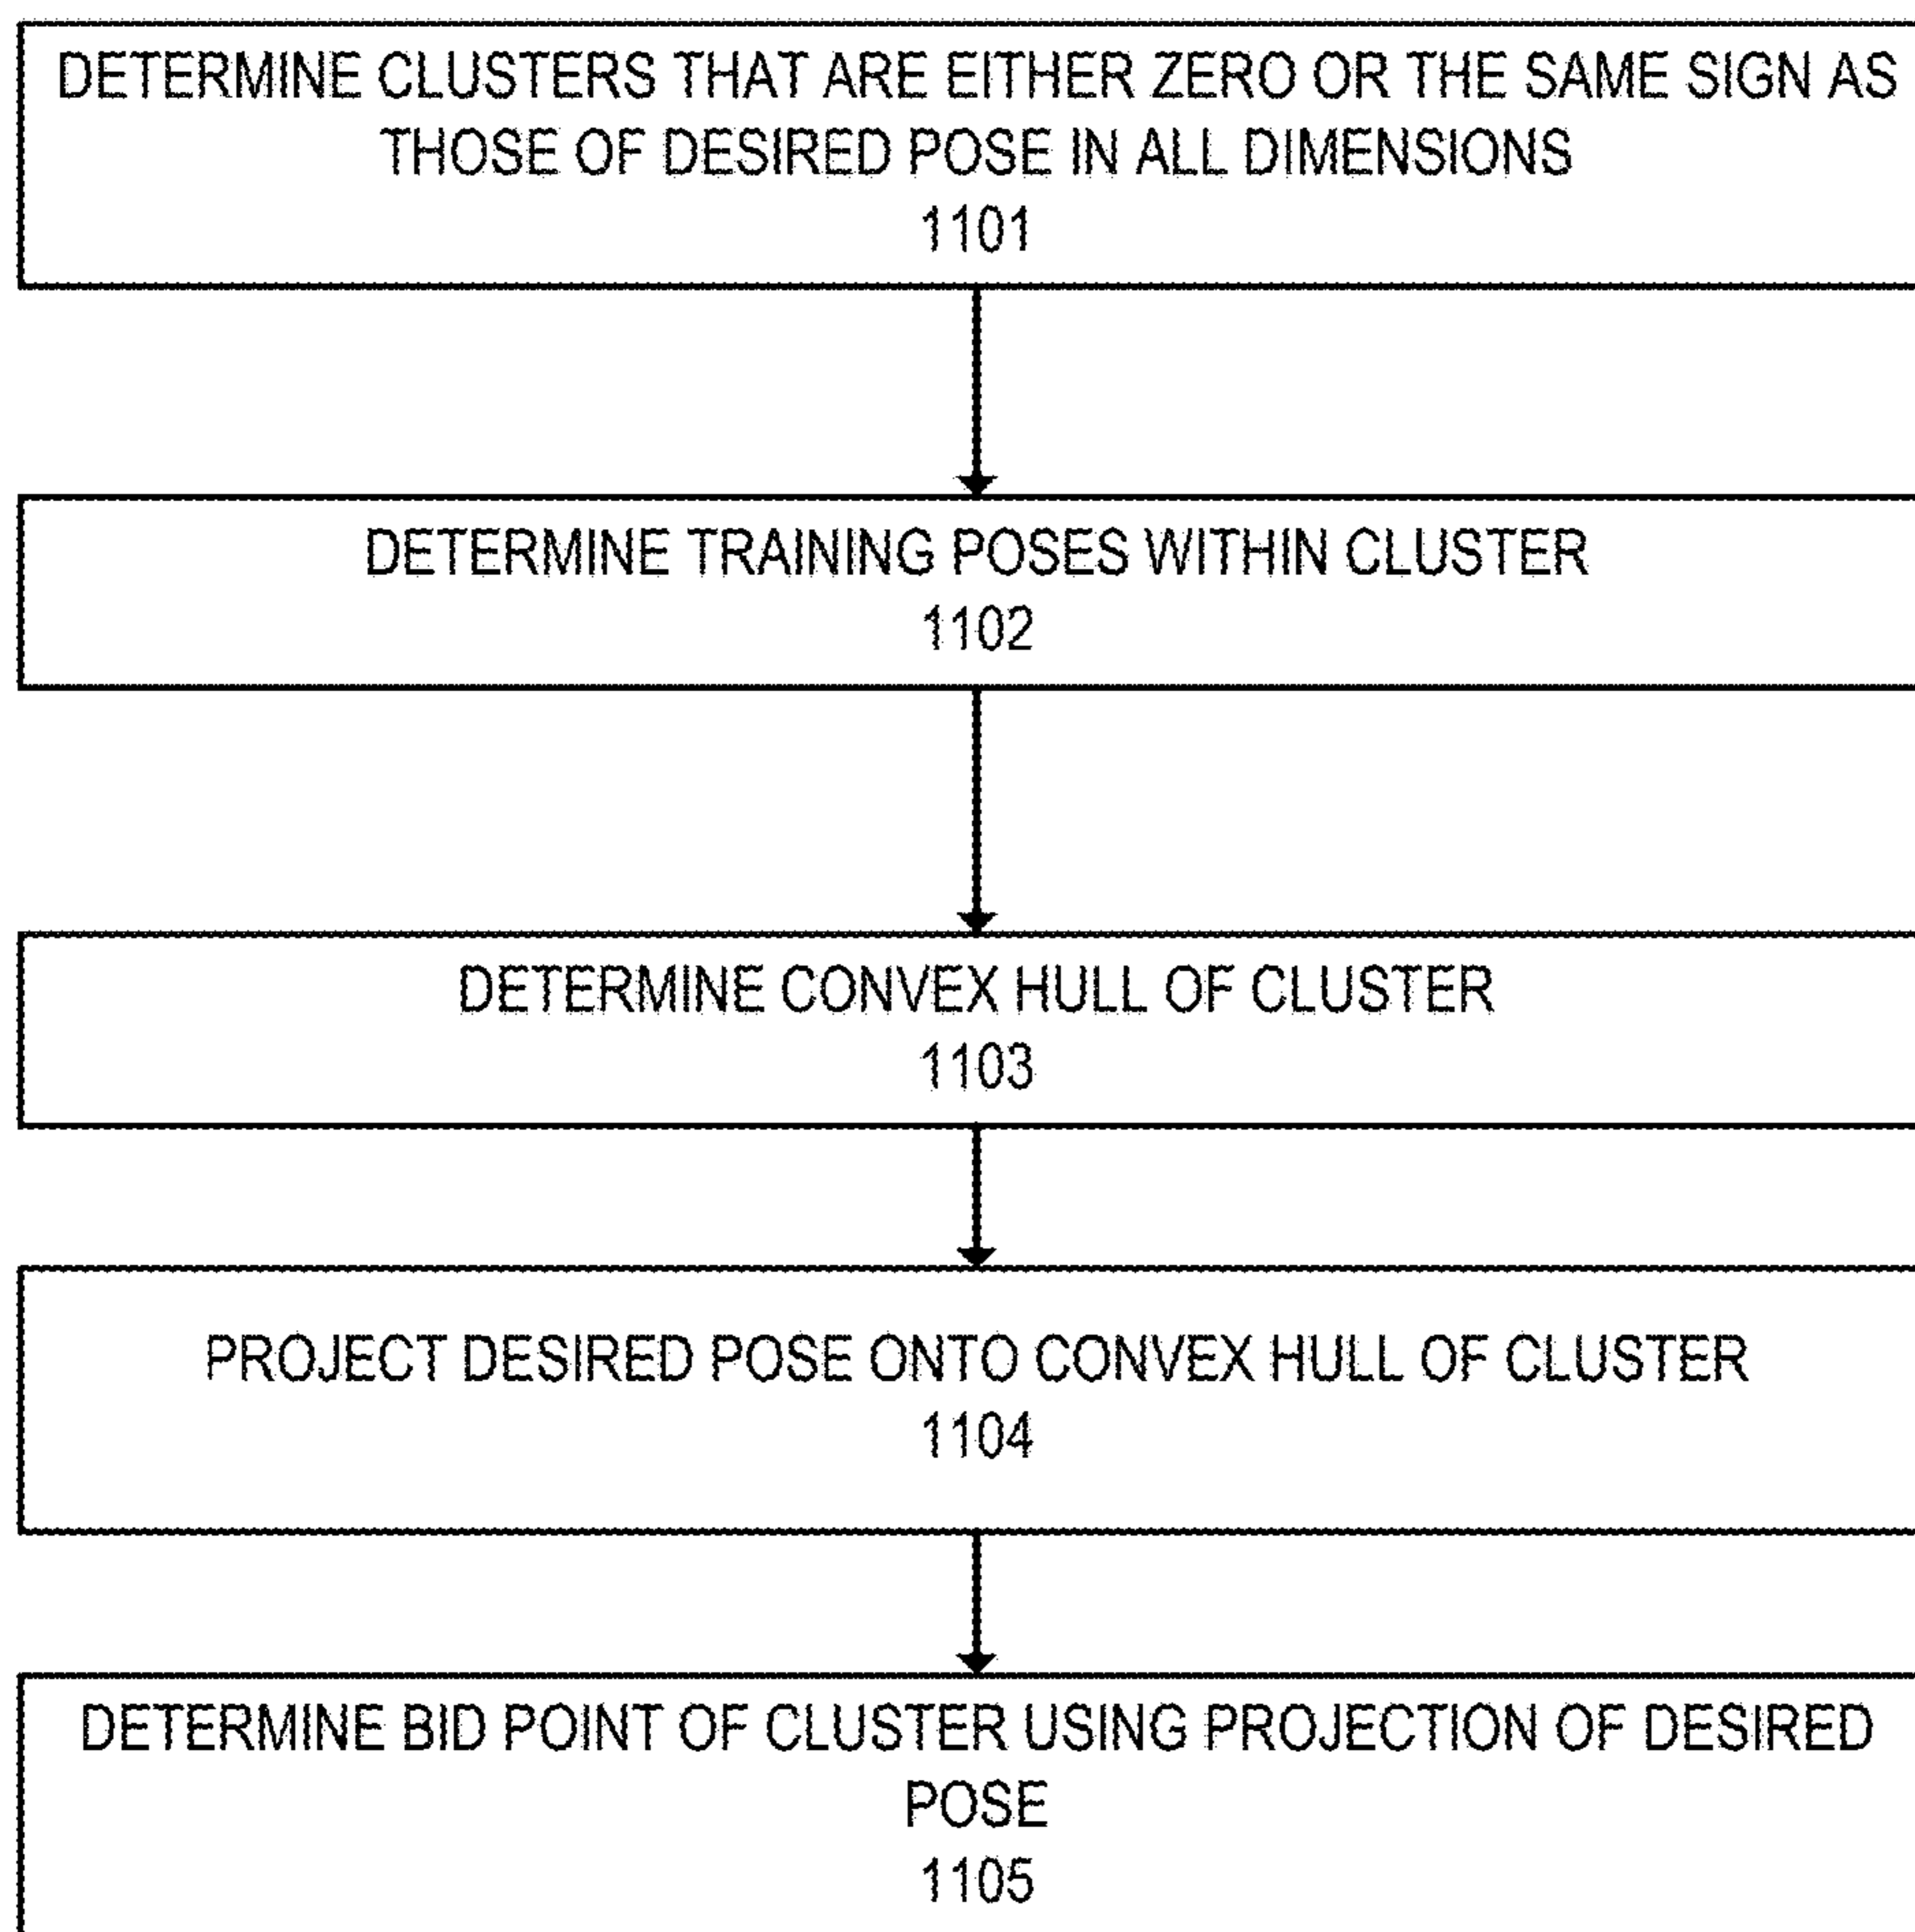 DETERMINE CLUSTERS THAT ARE EITHER ZERO OR THE SAME SIGN AS
THOSE OF DESIRED POSE IN ALL DIMENSIONS
1101
DETERMINE TRAINING POSES WITHIN CLUSTER
1102
DETERMINE CONVEX HULL OF CLUSTER
1103
PROJECT DESIRED POSE ONTO CONVEX HULL OF CLUSTER
1104
DETERMINE BID POINT OF CLUSTER USING PROJECTION OF DESIRED
POSE
1105